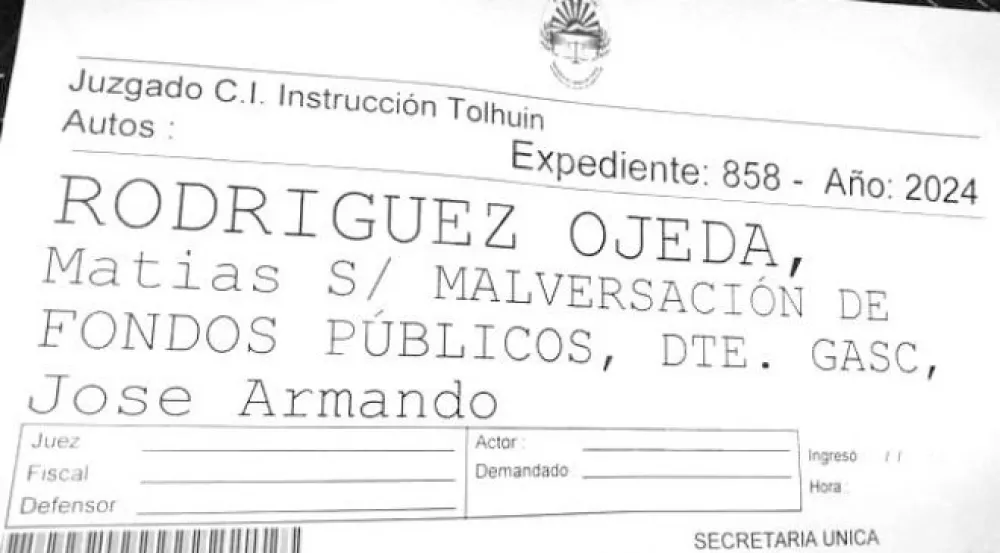 Juzgado C.I. Instrucción Tolhuin
Autos :
Expediente: 858 - Año: 2024
RODRIGUEZ OJEDA,
Matias S/ MALVERSACIÓN DE
FONDOS PÚBLICOS, DTE. GASC,
Jose Armando
Juez
Fiscal
Defensor
Actor :
Demandado
Ingreso / /
Hora
SECRETARIA UNICA